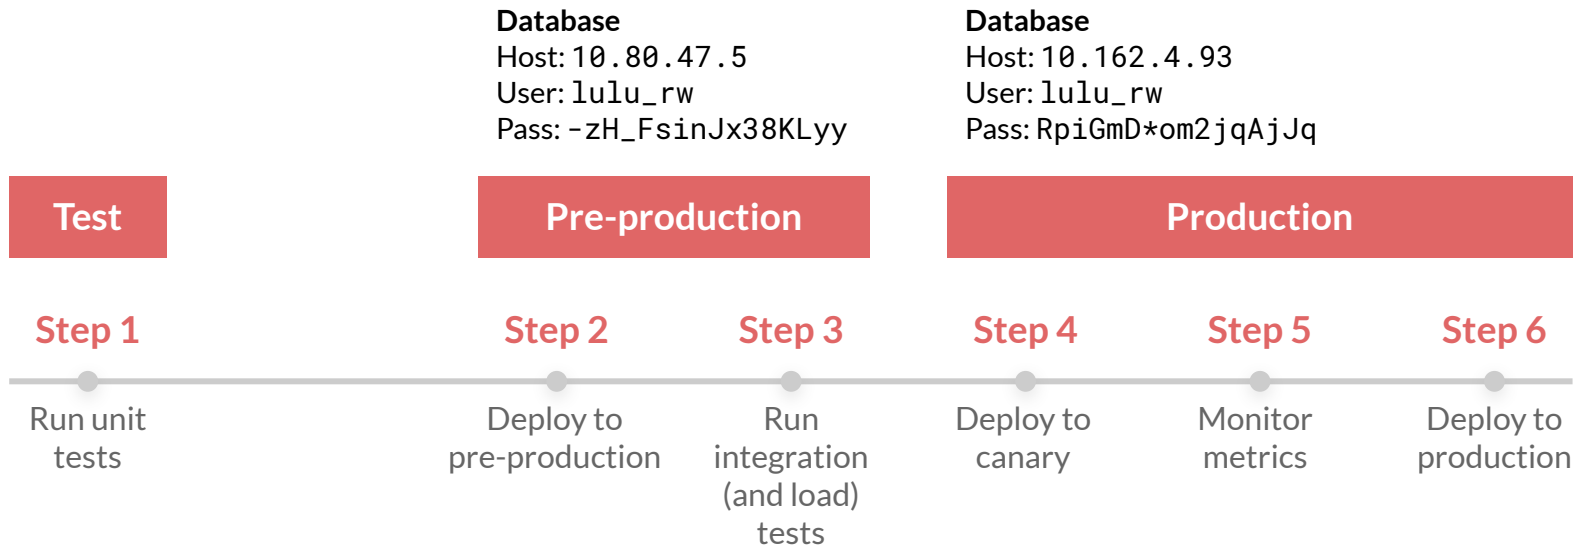 Database
Host: 10.80.47.5
User: lulu_rw
Pass: -zH_FsinJx38KLyy
Database
Host: 10.162.4.93
User: lulu_rw
Pass: RpiGmD*om2jqAjJq
Test
Pre-production
Production
Step 1
Run unit
tests
Step 2
Deploy to
pre-production
Step 3
Run
integration
(and load)
tests
Step 4
Deploy to
canary
Step 5
Monitor
metrics
Step 6
Deploy to
production